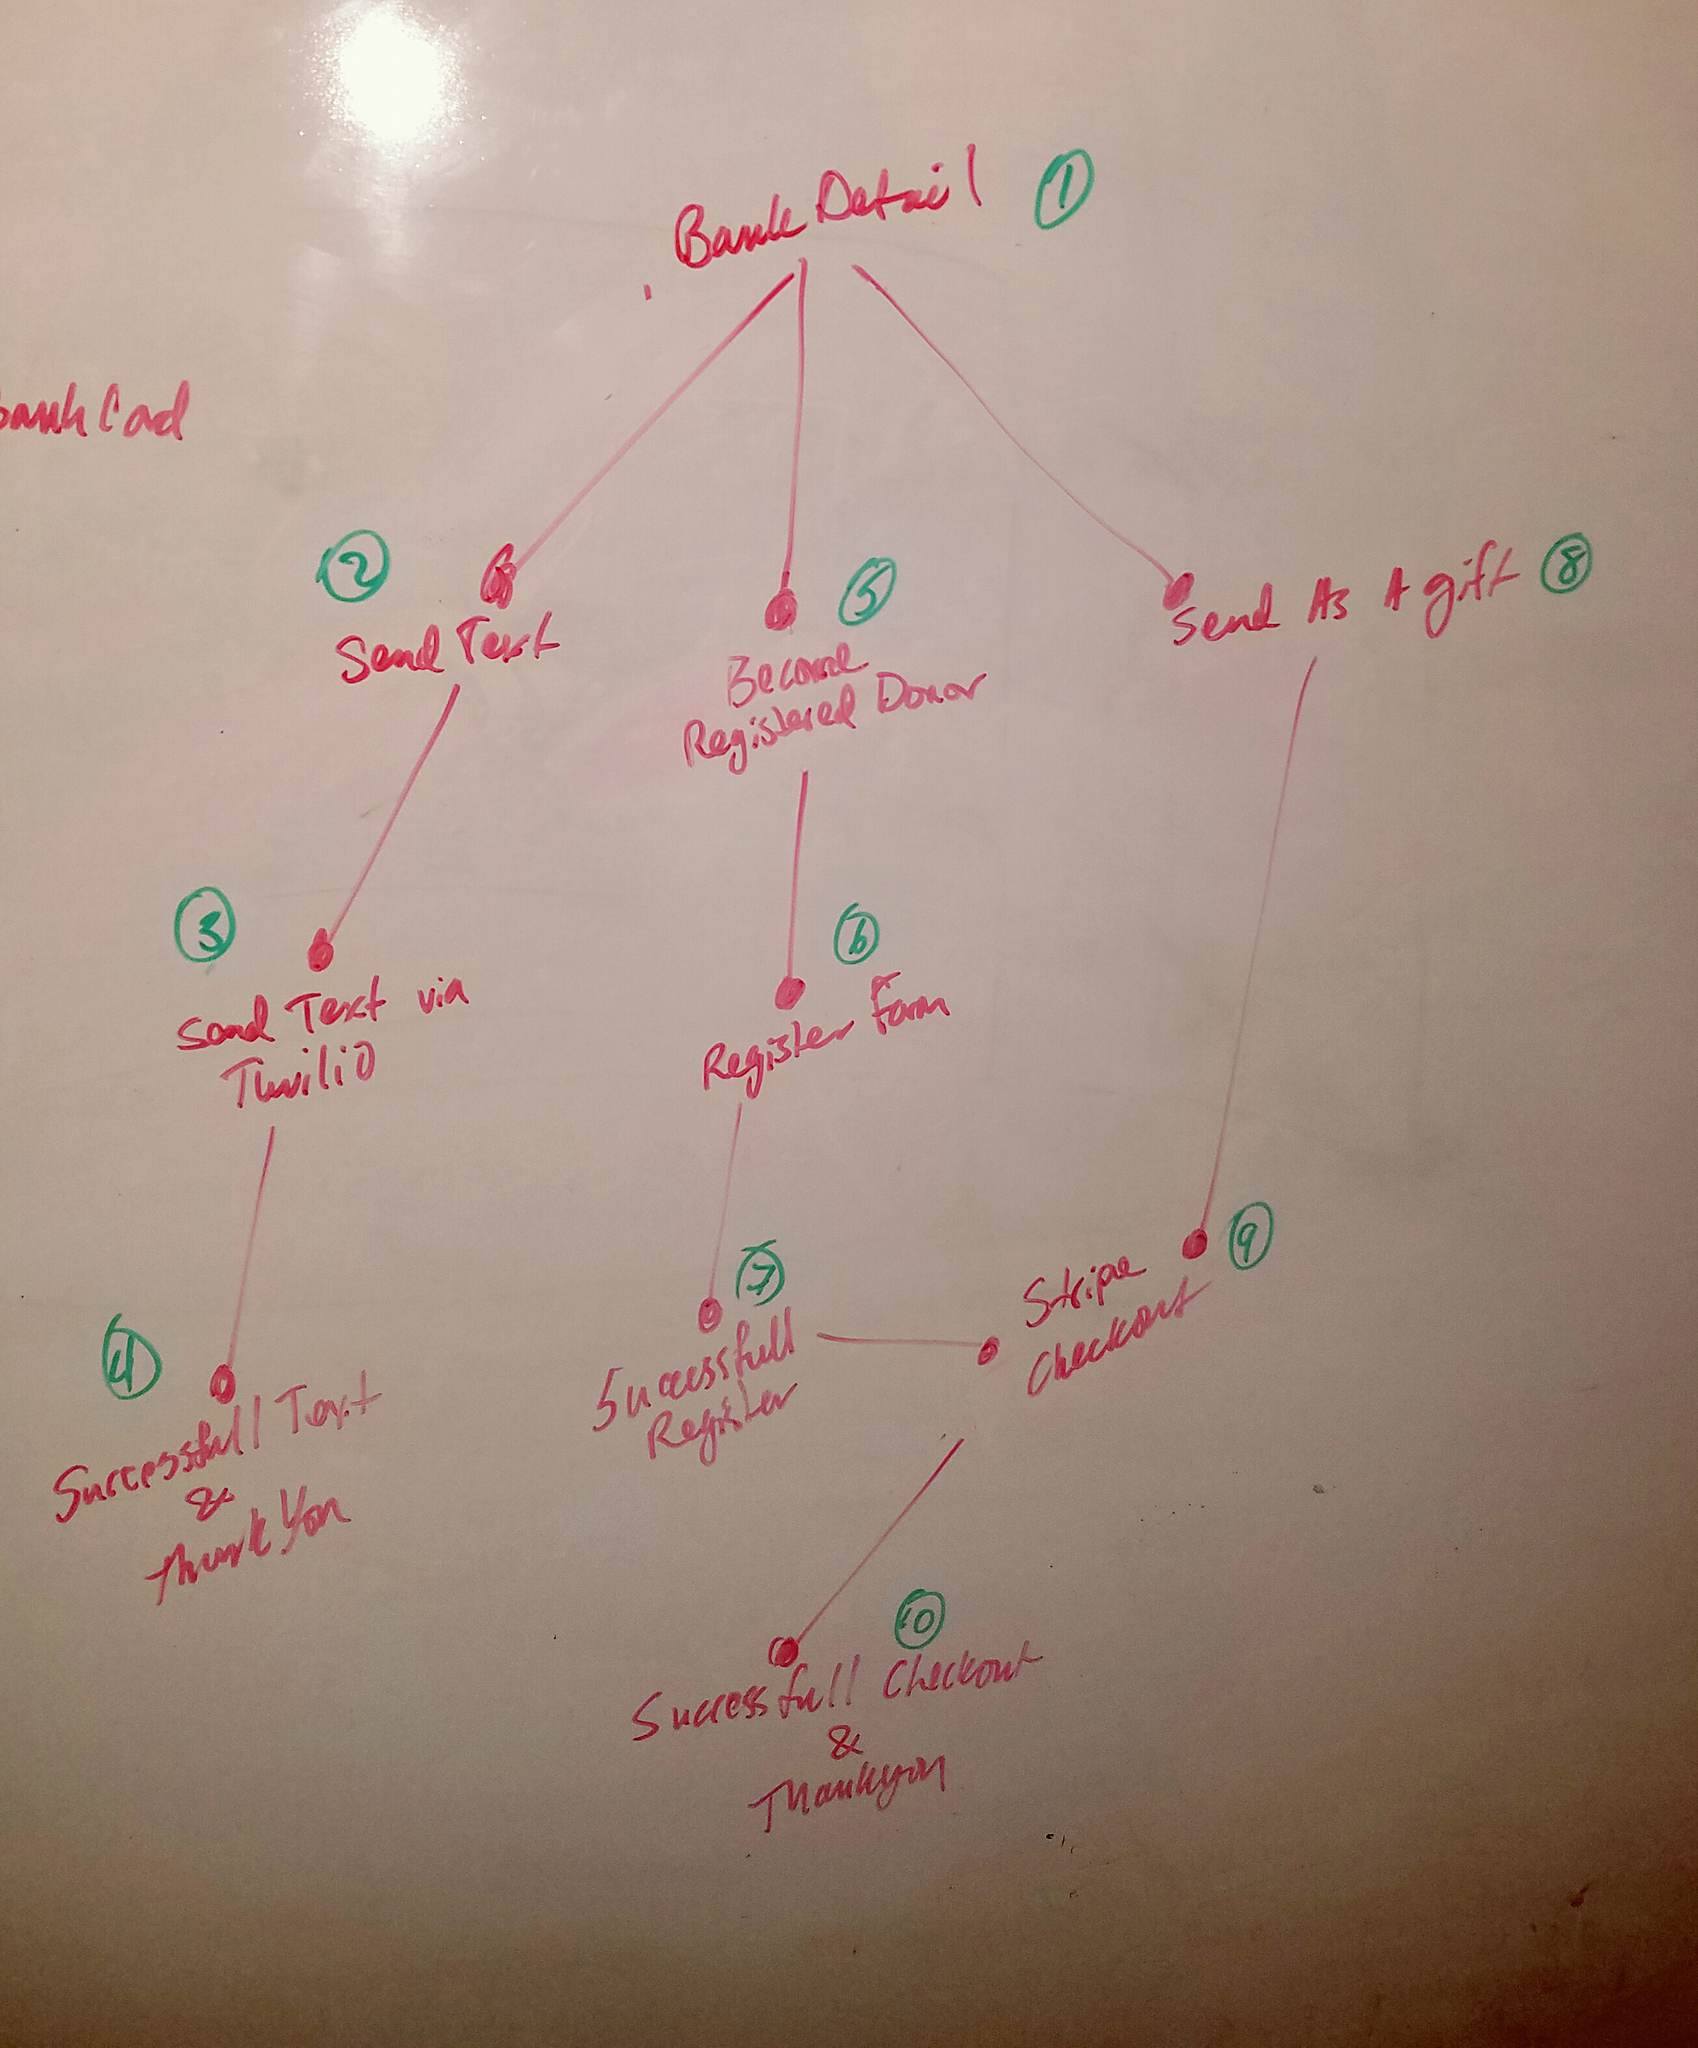 Bank Detail 1
bank Cad
2
Send Text
5
Become
Registered Donor
Send As A gift 8
3
Send Text via
Twilio
6
Register Form
4
Successfull Text
&
Thank You
7
Successfull
Register
9
Stripe
Checkout
10
Successfull Checkout
&
Thankyou